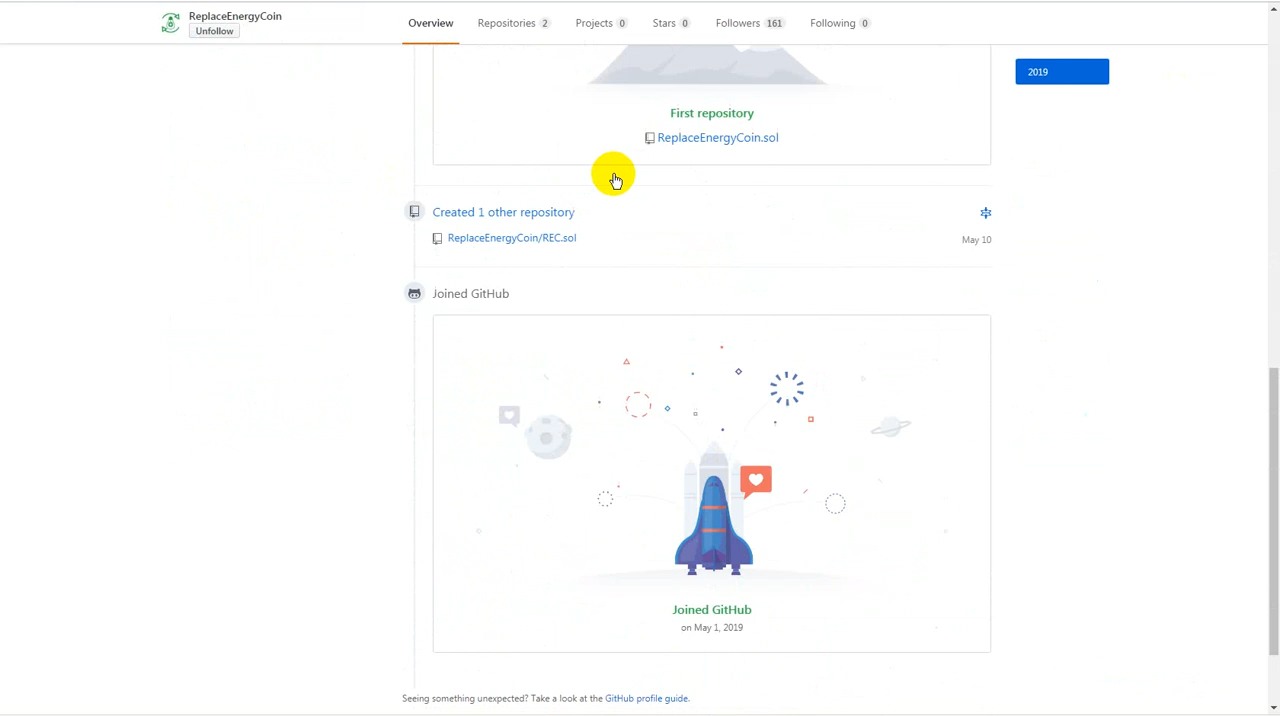 ReplaceEnergyCoin
Unfollow
Overview Repositories 2 Projects 0 Stars 0 Followers 161 Following 0
2019
First repository
ReplaceEnergyCoin.sol
Created 1 other repository
ReplaceEnergyCoin/REC.sol May 10
Joined GitHub
Joined GitHub
on May 1, 2019
Seeing something unexpected? Take a look at the GitHub profile guide.